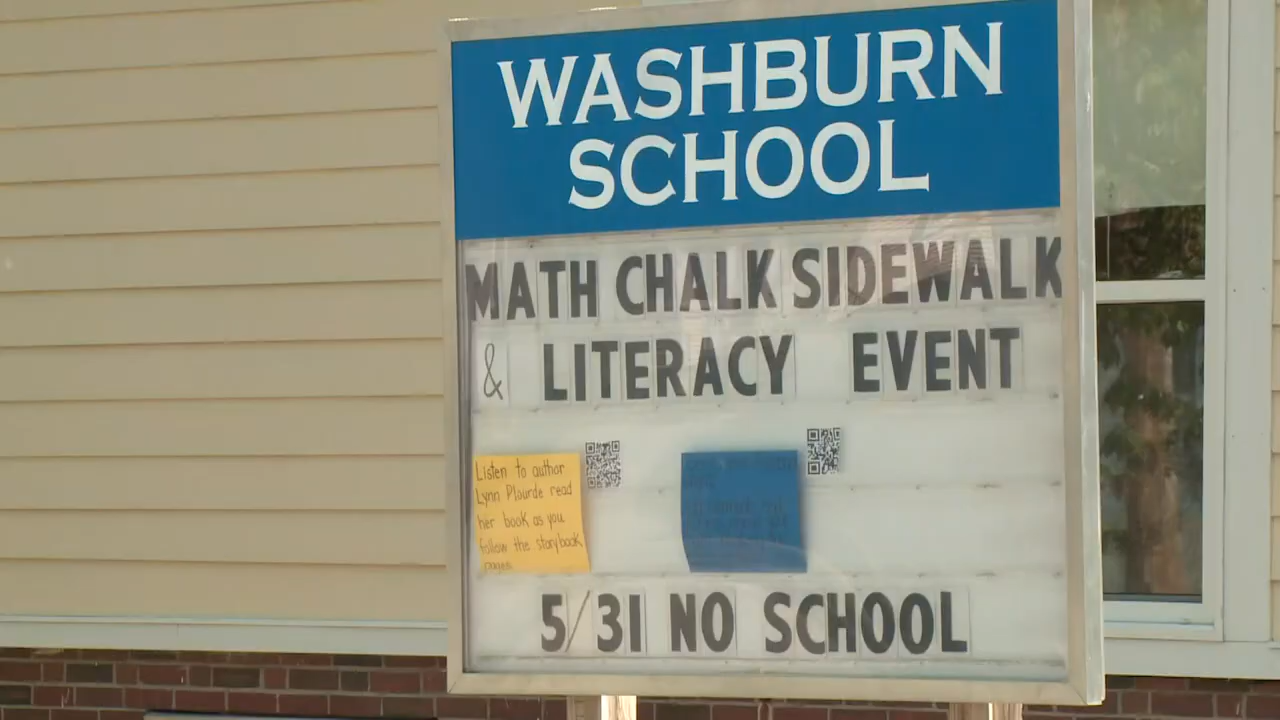 WASHBURN
SCHOOL
MATH CHALK SIDEWALK
& LITERACY EVENT
Listen to author
Lynn Plourde read
her book as you
follow the storybook
pages
5/31 NO SCHOOL